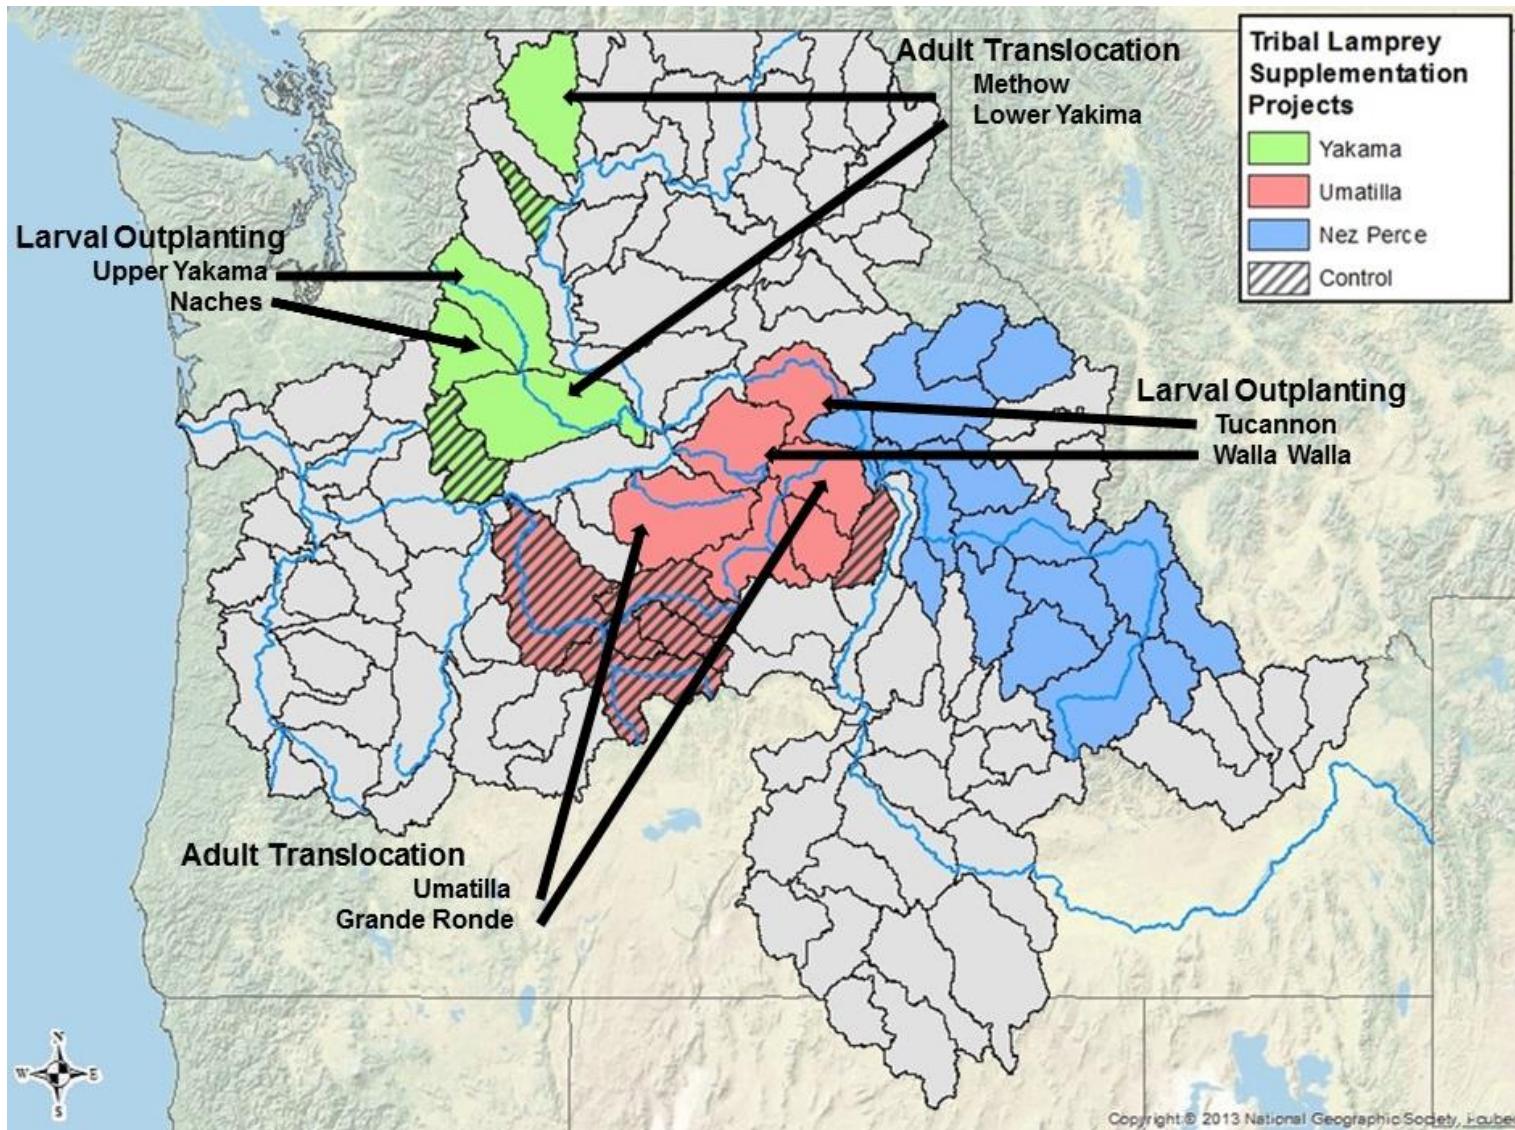 Adult Translocation
Methow
Lower Yakima
Tribal Lamprey
Supplementation
Projects
Yakama
Umatilla
Nez Perce
Control
Larval Outplanting
Upper Yakama
Naches
Larval Outplanting
Tucannon
Walla Walla
Adult Translocation
Umatilla
Grande Ronde
N
W E
S
Copyright:© 2013 National Geographic Society,